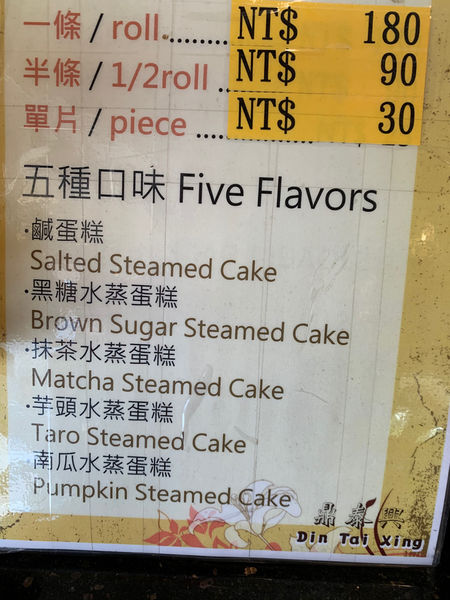 一條 / roll ......... NT$ 180
半條 / 1/2roll .. NT$ 90
單片 / piece ............ NT$ 30
五種口味 Five Flavors
·鹹蛋糕
Salted Steamed Cake
·黑糖水蒸蛋糕
Brown Sugar Steamed Cake
·抹茶水蒸蛋糕
Matcha Steamed Cake
·芋頭水蒸蛋糕
Taro Steamed Cake
·南瓜水蒸蛋糕
Pumpkin Steamed Cake
鼎泰興
Din Tai Xing